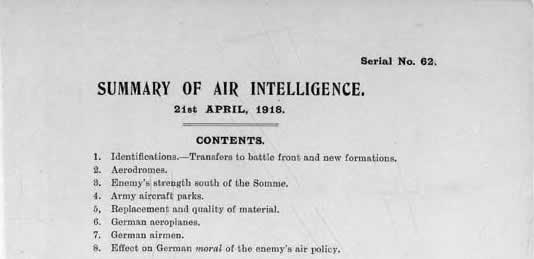 Serial No. 62.
SUMMARY OF AIR INTELLIGENCE.
21st APRIL, 1918.
CONTENTS.
1. Identifications.—Transfers to battle front and new formations.
2. Aerodromes.
3. Enemy's strength south of the Somme.
4. Army aircraft parks.
5, Replacement and quality of material.
6. German aeroplanes.
7. German airmen.
8. Effect on German moral of the enemy's air policy.